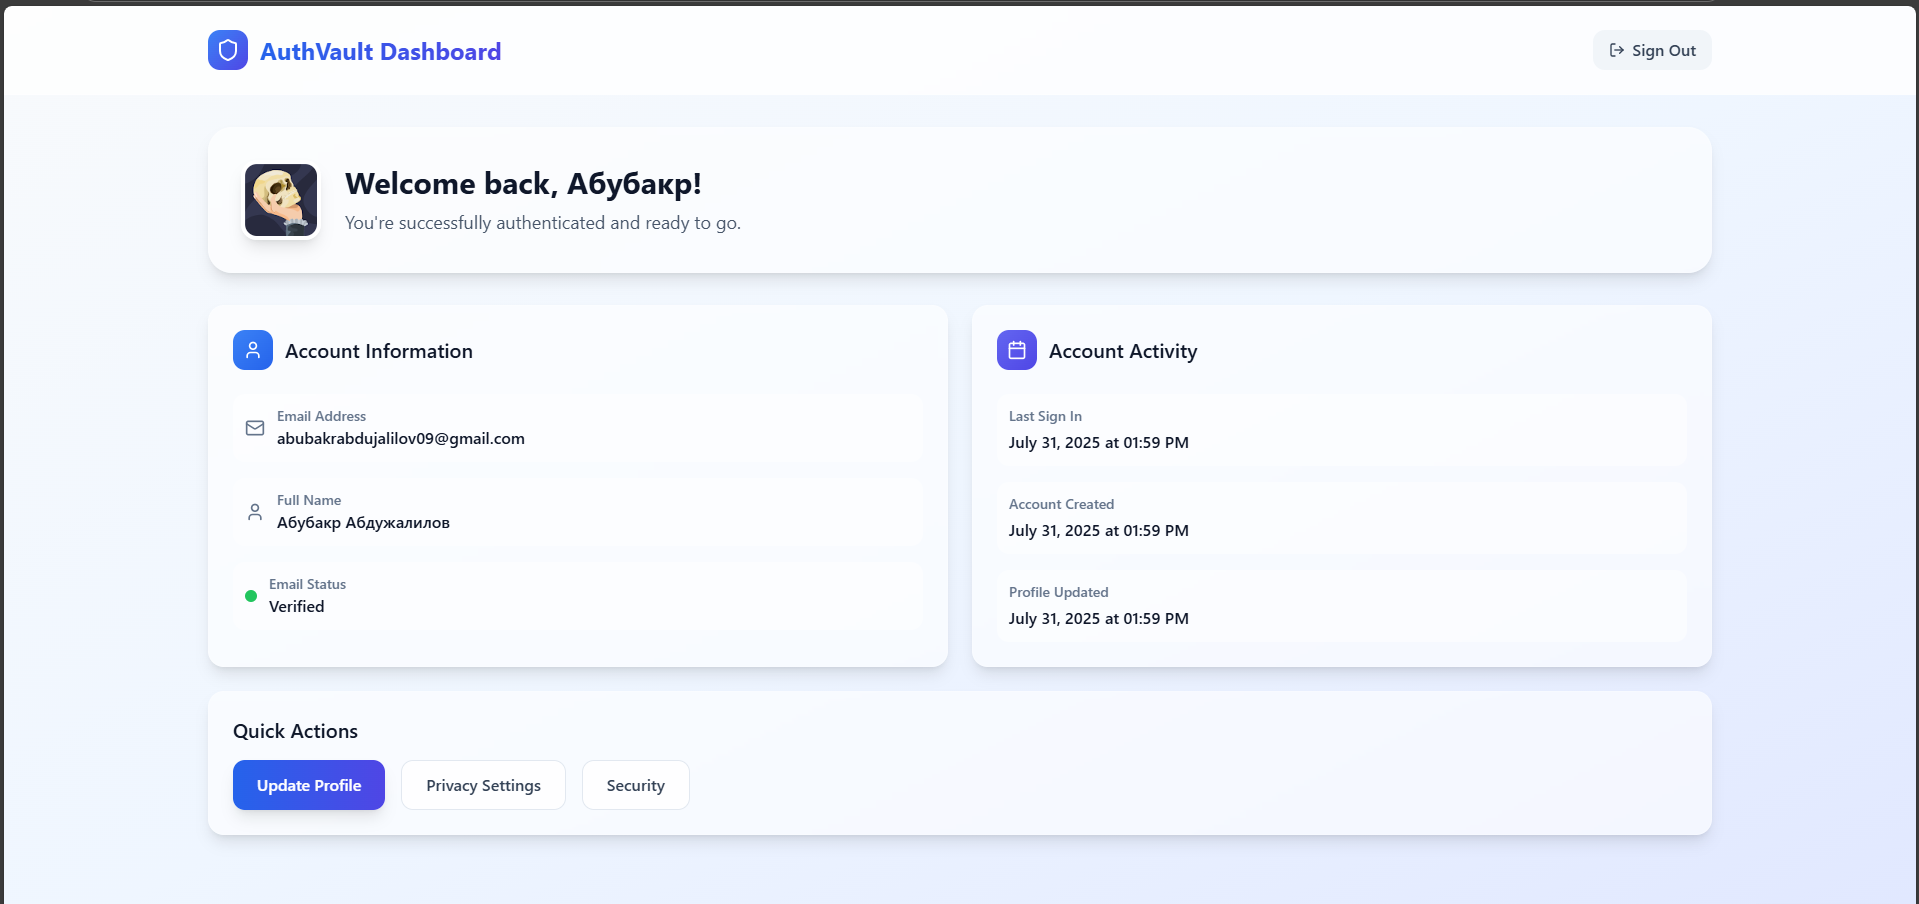 AuthVault Dashboard
Sign Out
Welcome back, Абубакр!
You're successfully authenticated and ready to go.
Account Information
Email Address
abubakrabdujalilov09@gmail.com
Full Name
Абубакр Абдужалилов
Email Status
Verified
Account Activity
Last Sign In
July 31, 2025 at 01:59 PM
Account Created
July 31, 2025 at 01:59 PM
Profile Updated
July 31, 2025 at 01:59 PM
Quick Actions
Update Profile
Privacy Settings
Security